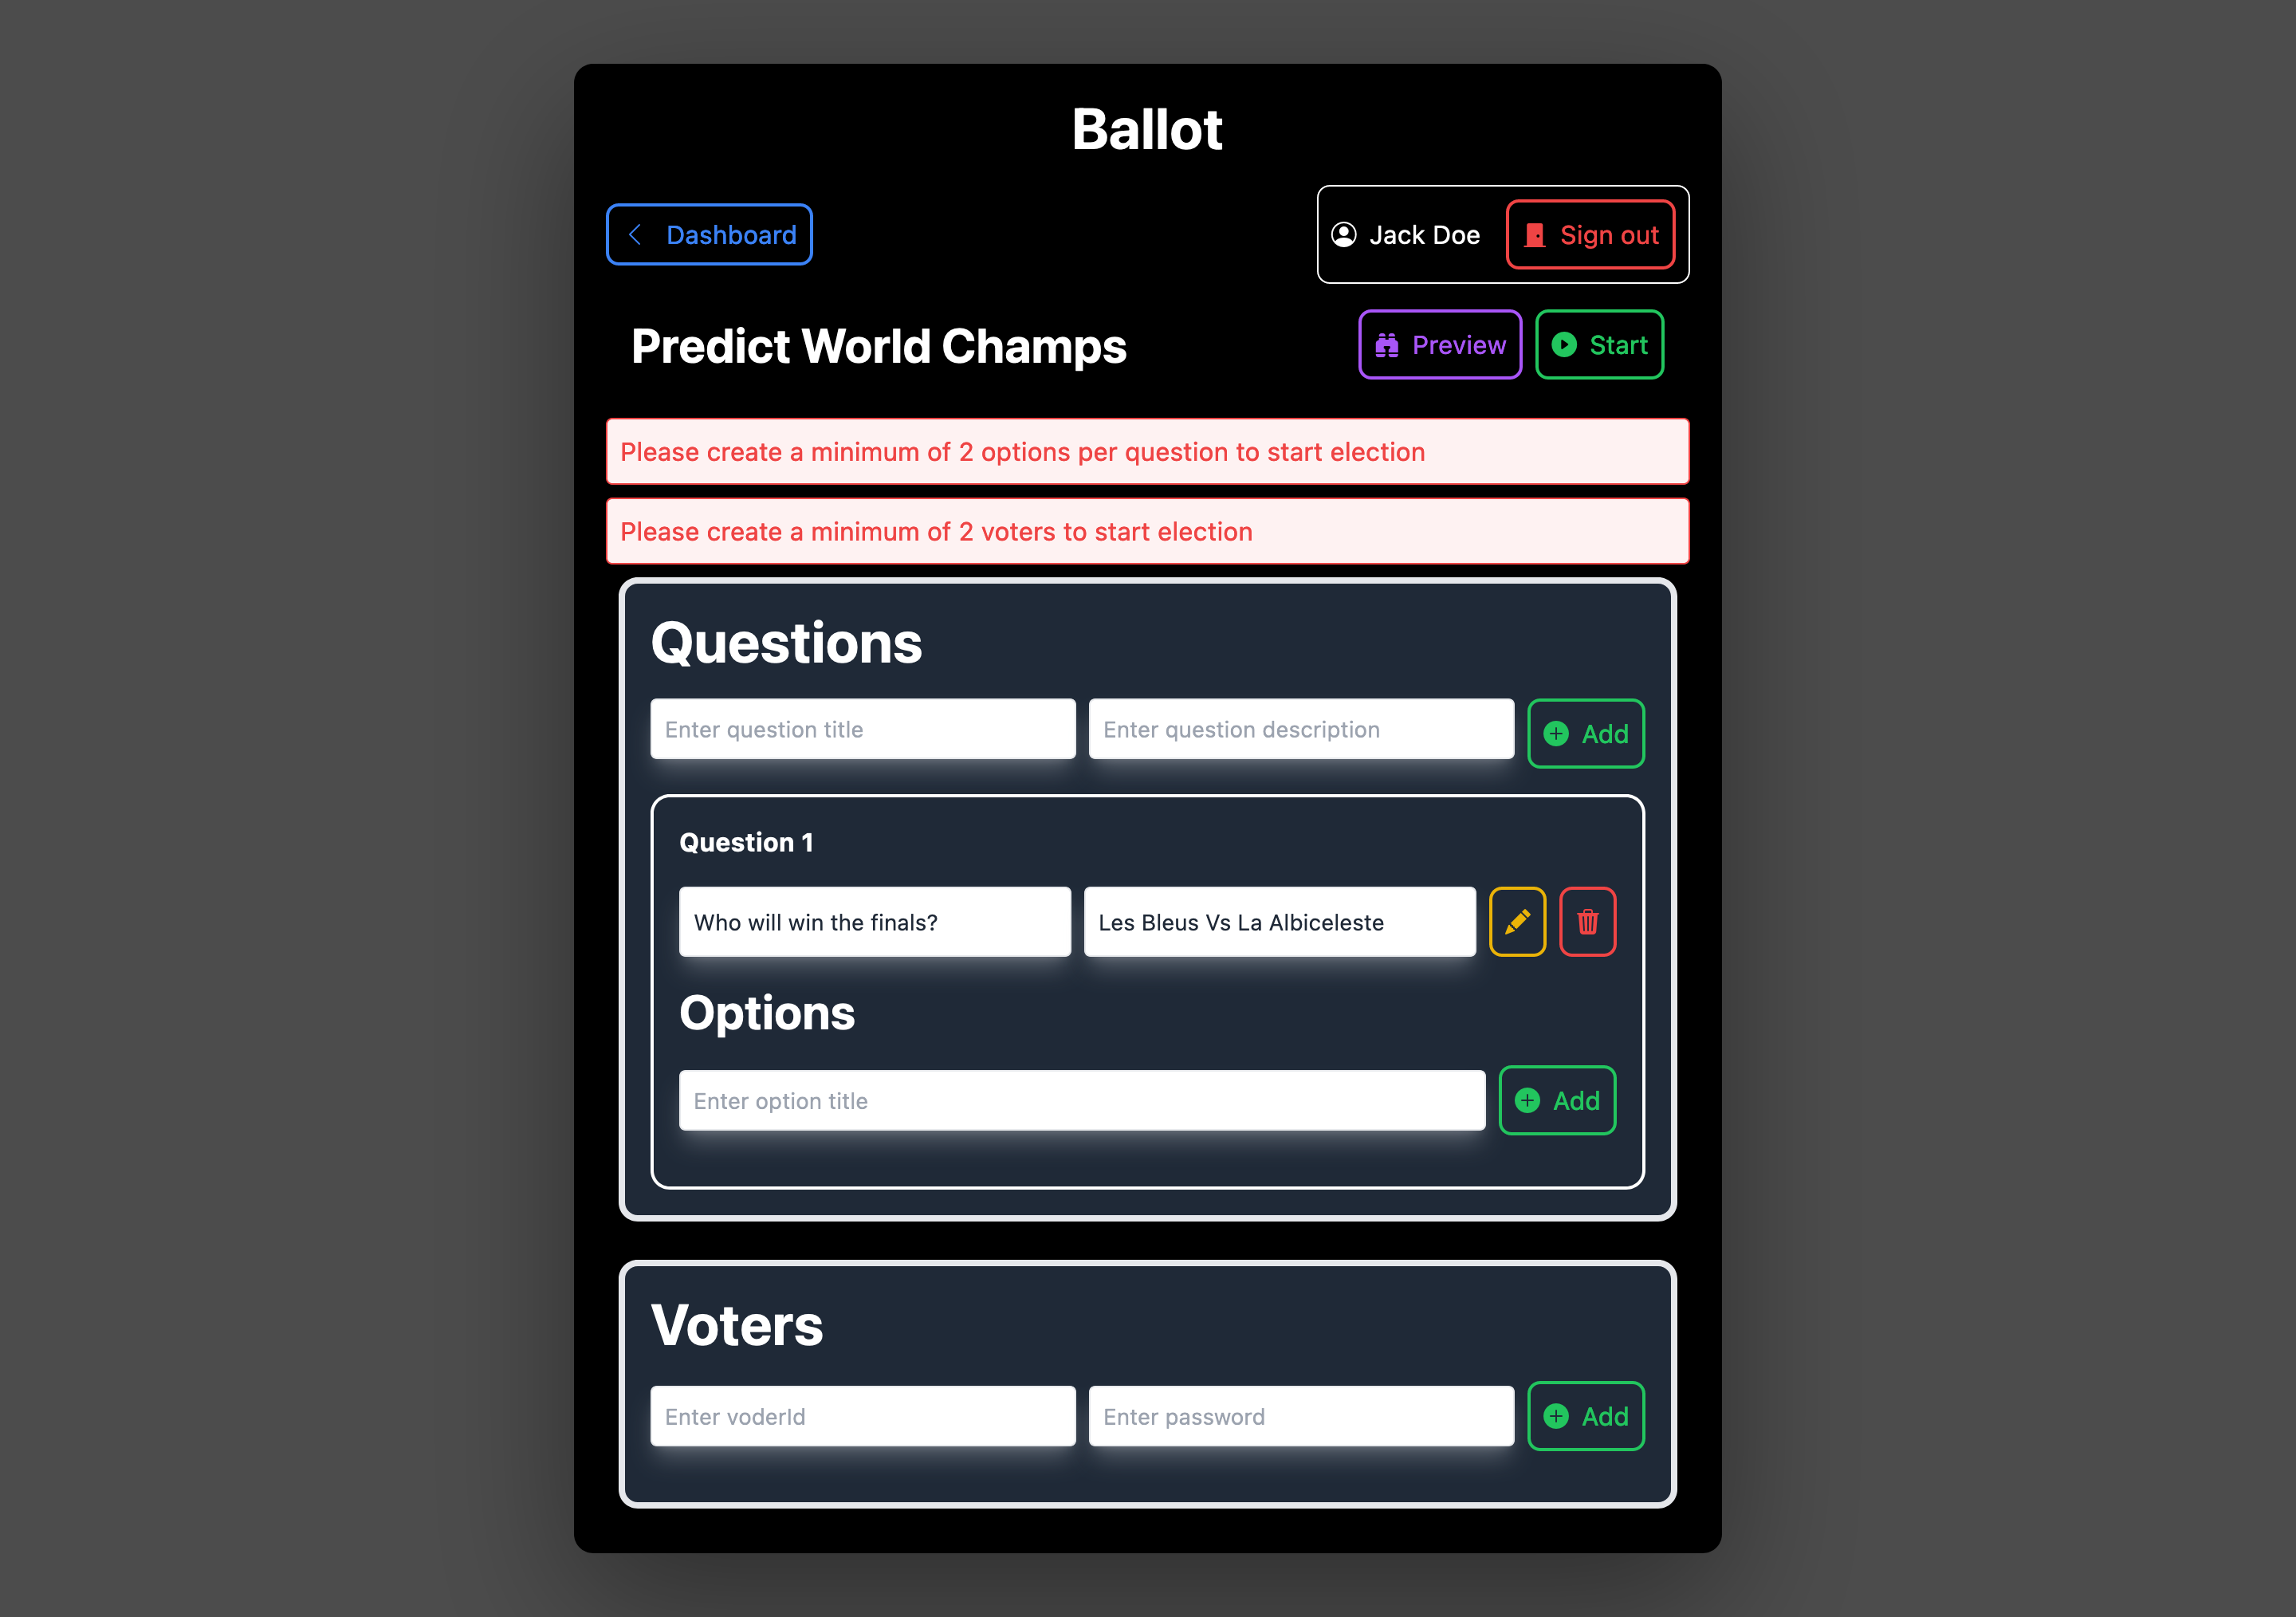 Ballot
Dashboard
Jack Doe
Sign out
Predict World Champs
Preview
Start
Please create a minimum of 2 options per question to start election
Please create a minimum of 2 voters to start election
Questions
Enter question title
Enter question description
Add
Question 1
Who will win the finals?
Les Bleus Vs La Albiceleste
Options
Enter option title
Add
Voters
Enter voderId
Enter password
Add